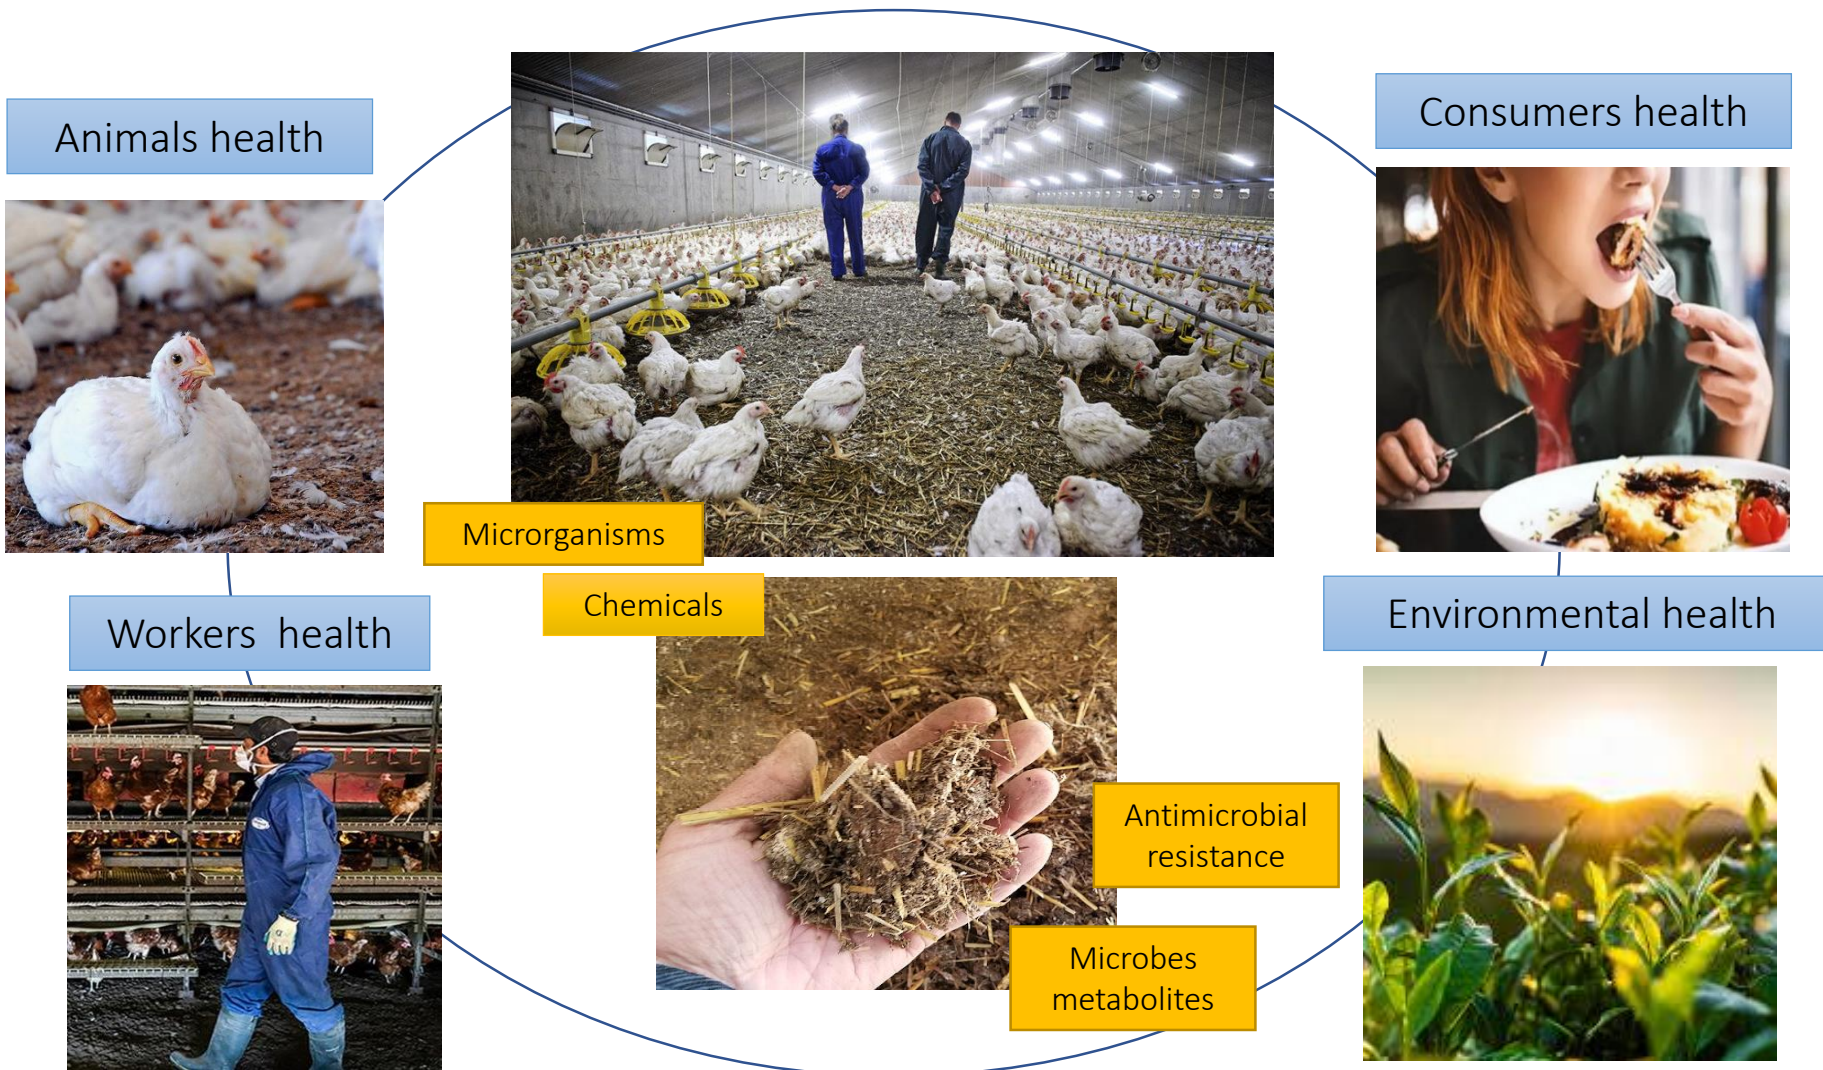 Animals health
Consumers health
Microrganisms
Chemicals
Workers  health
Environmental health
Antimicrobial
resistance
Microbes
metabolites